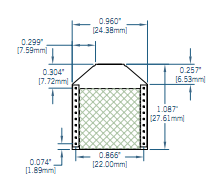 0.960"
[24.38mm]
0.299"
[7.59mm]
0.304"
[7.72mm]
0.257"
[6.53mm]
1.087"
[27.61mm]
0.074"
[1.89mm]
0.866"
[22.00mm]